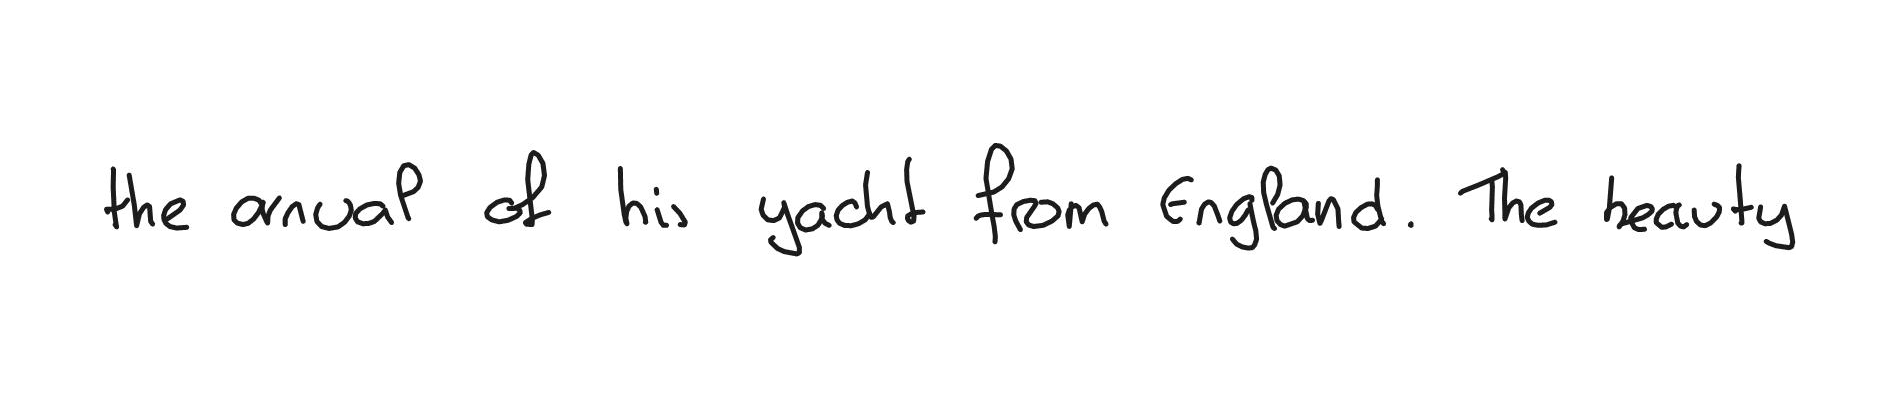 the arrival of his yacht from England. The beauty